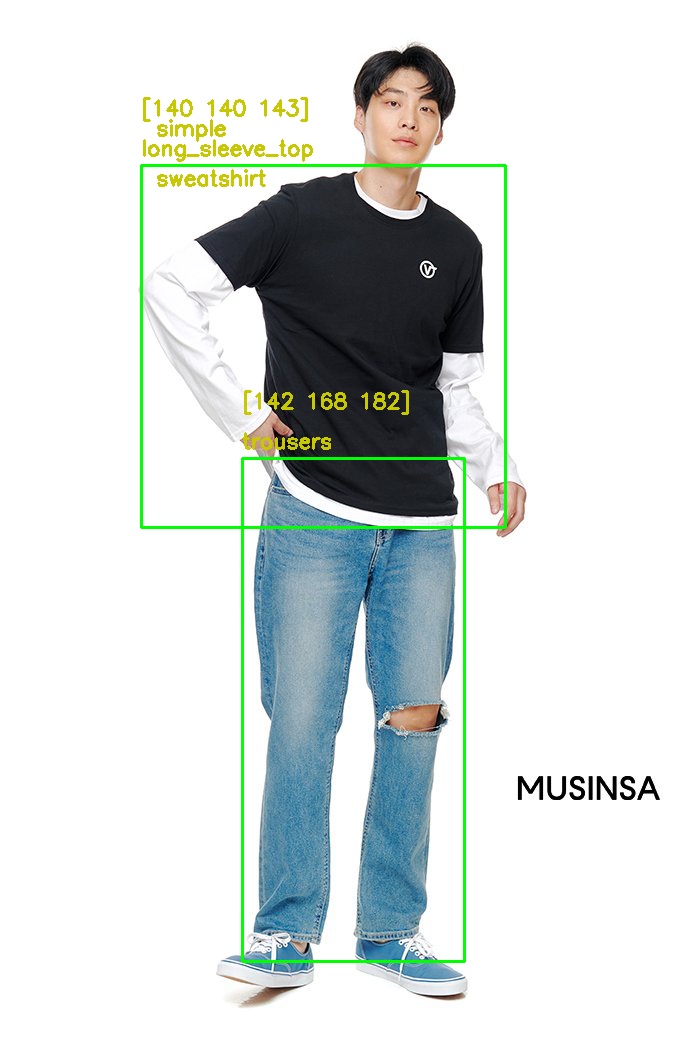 [140 140 143]
simple
long_sleeve_top
sweatshirt
V
[142 168 182]
trousers
MUSINSA